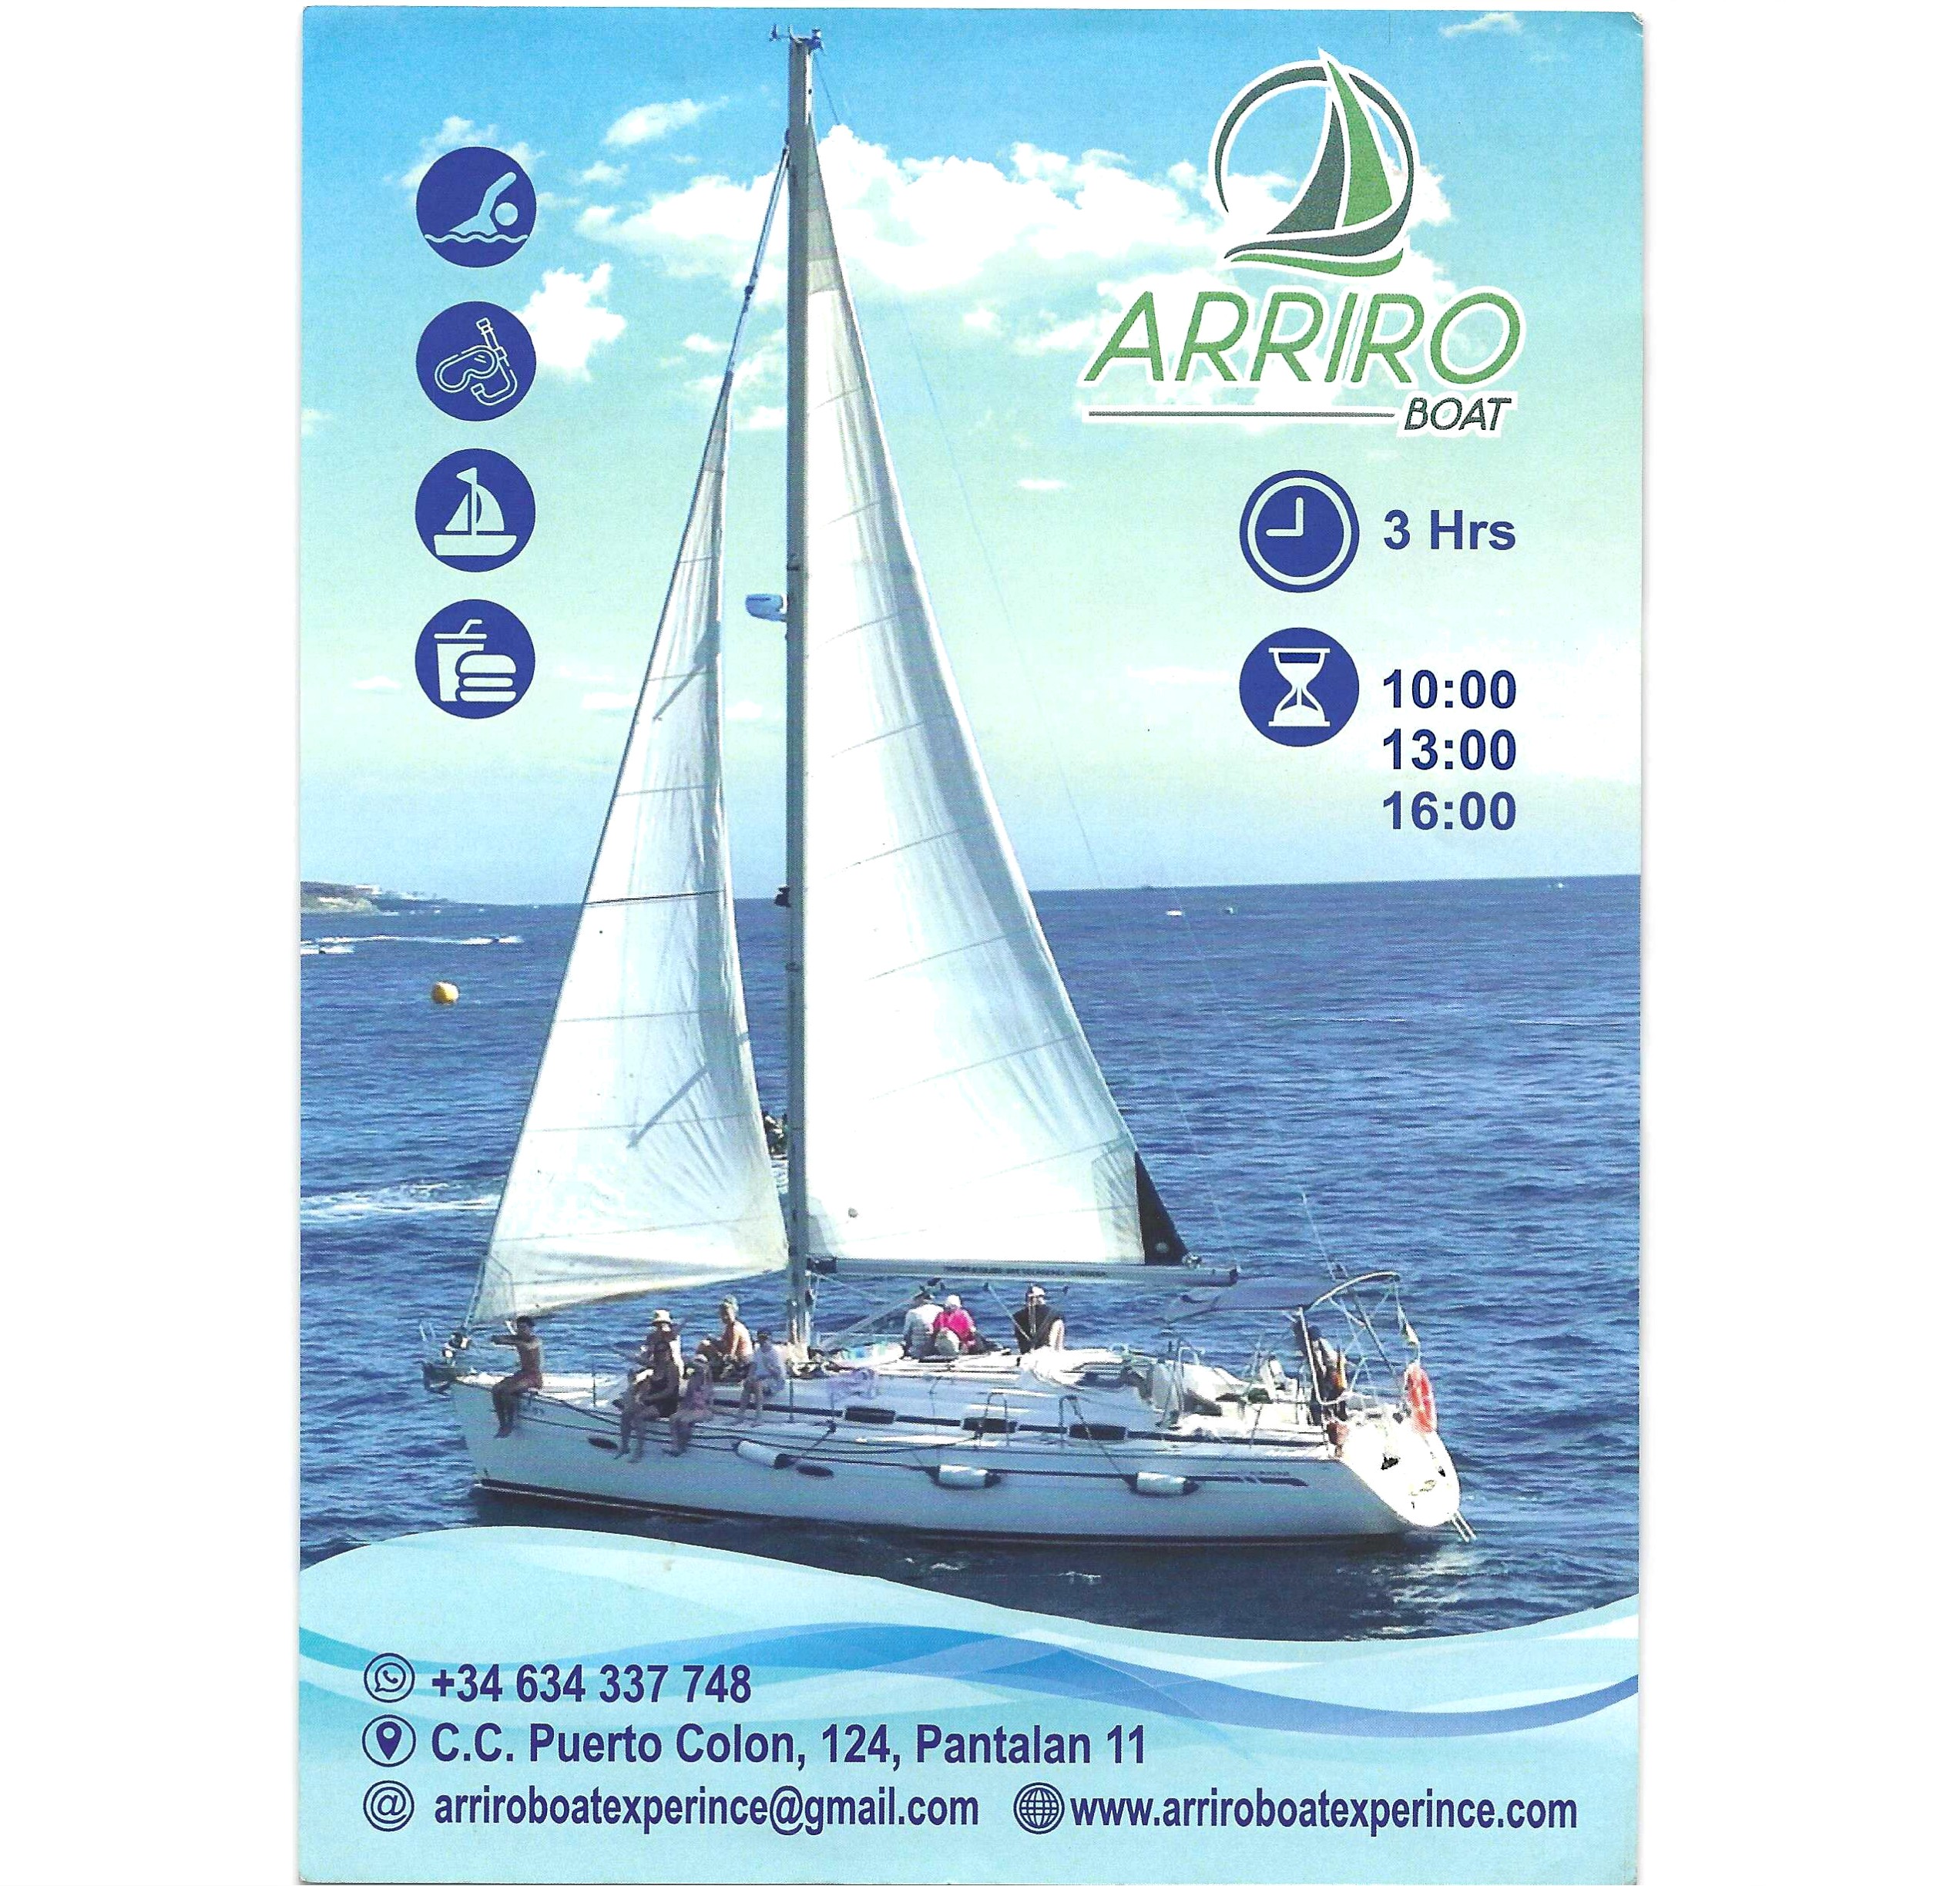 ARRIRO
BOAT
3 Hrs
10:00
13:00
16:00
+34 634 337 748
C.C. Puerto Colon, 124, Pantalan 11
arriroboatexperince@gmail.com
www.arriroboatexperince.com